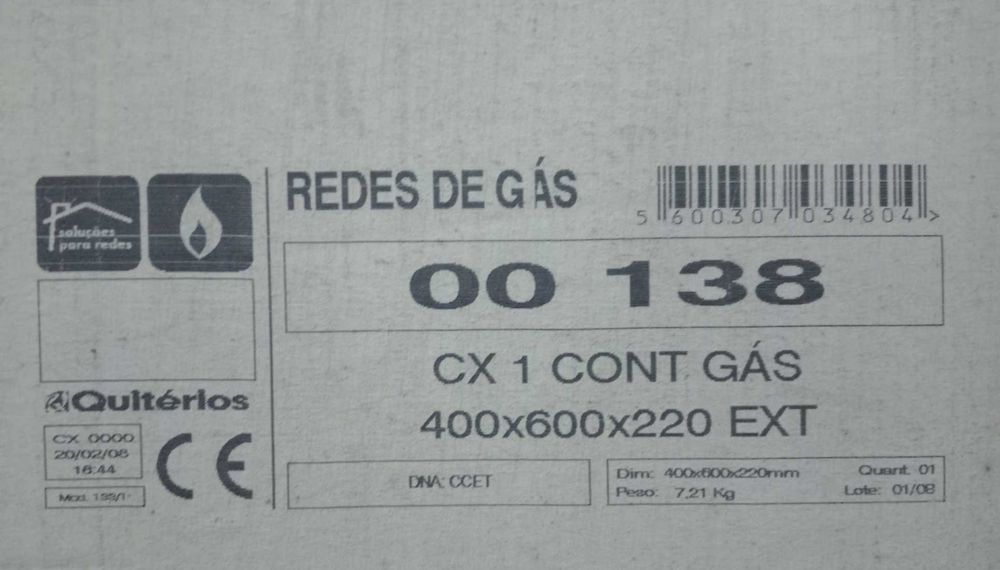 soluções
para redes
REDES DE GÁS
5 600307 034804 >
00 138
CX 1 CONT GÁS
400x600x220 EXT
Quitérios
CX 0000
20/02/08
16:44
CE
DNA: CCET
Dim: 400x600x220mm Quant. 01
Peso: 7,21 Kg Lote: 01/08